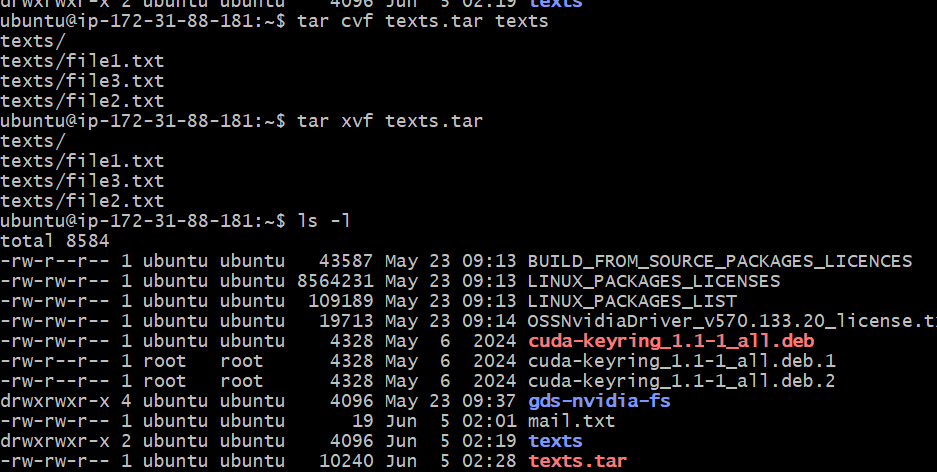 drwxrwxr-x 2 ubuntu ubuntu    4096 Jun  5 02:19 texts
ubuntu@ip-172-31-88-181:~$ tar cvf texts.tar texts
texts/
texts/file1.txt
texts/file3.txt
texts/file2.txt
ubuntu@ip-172-31-88-181:~$ tar xvf texts.tar
texts/
texts/file1.txt
texts/file3.txt
texts/file2.txt
ubuntu@ip-172-31-88-181:~$ ls -l
total 8584
-rw-r--r-- 1 ubuntu ubuntu   43587 May 23 09:13 BUILD_FROM_SOURCE_PACKAGES_LICENCES
-rw-rw-r-- 1 ubuntu ubuntu 8564231 May 23 09:13 LINUX_PACKAGES_LICENSES
-rw-rw-r-- 1 ubuntu ubuntu  109189 May 23 09:13 LINUX_PACKAGES_LIST
-rw-rw-r-- 1 ubuntu ubuntu   19713 May 23 09:14 OSSNvidiaDriver_v570.133.20_license.t
-rw-rw-r-- 1 ubuntu ubuntu    4328 May  6  2024 cuda-keyring_1.1-1_all.deb
-rw-r--r-- 1 root   root      4328 May  6  2024 cuda-keyring_1.1-1_all.deb.1
-rw-r--r-- 1 root   root      4328 May  6  2024 cuda-keyring_1.1-1_all.deb.2
drwxrwxr-x 4 ubuntu ubuntu    4096 May 23 09:37 gds-nvidia-fs
-rw-rw-r-- 1 ubuntu ubuntu      19 Jun  5 02:01 mail.txt
drwxrwxr-x 2 ubuntu ubuntu    4096 Jun  5 02:19 texts
-rw-rw-r-- 1 ubuntu ubuntu   10240 Jun  5 02:28 texts.tar